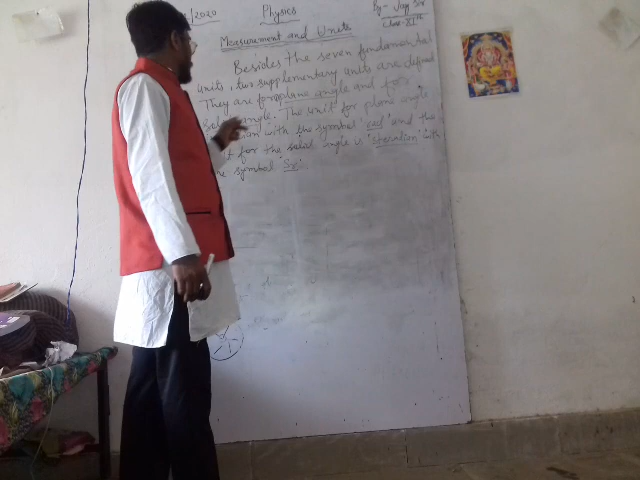 /2020 Physics By- Jay Sir
Class-XIth
Measurement and Units
Besides the seven fundamental
units, two supplementary units are defined
They are for plane angle and for
Solid angle. The unit for plane angle
with the symbol 'rad' and the
for the solid angle is 'steradian' with
symbol 'Sr'.